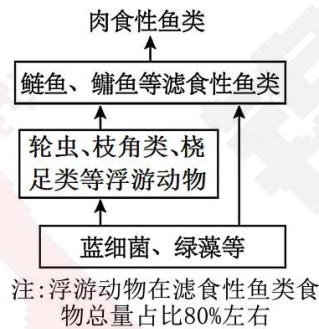 肉食性鱼类
鲢鱼、鳙鱼等滤食性鱼类
轮虫、枝角类、桡
足类等浮游动物
蓝细菌、绿藻等
注:浮游动物在滤食性鱼类食
物总量占比80%左右